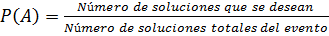 P(A) = Número de soluciones que se desean / Número de soluciones totales del evento